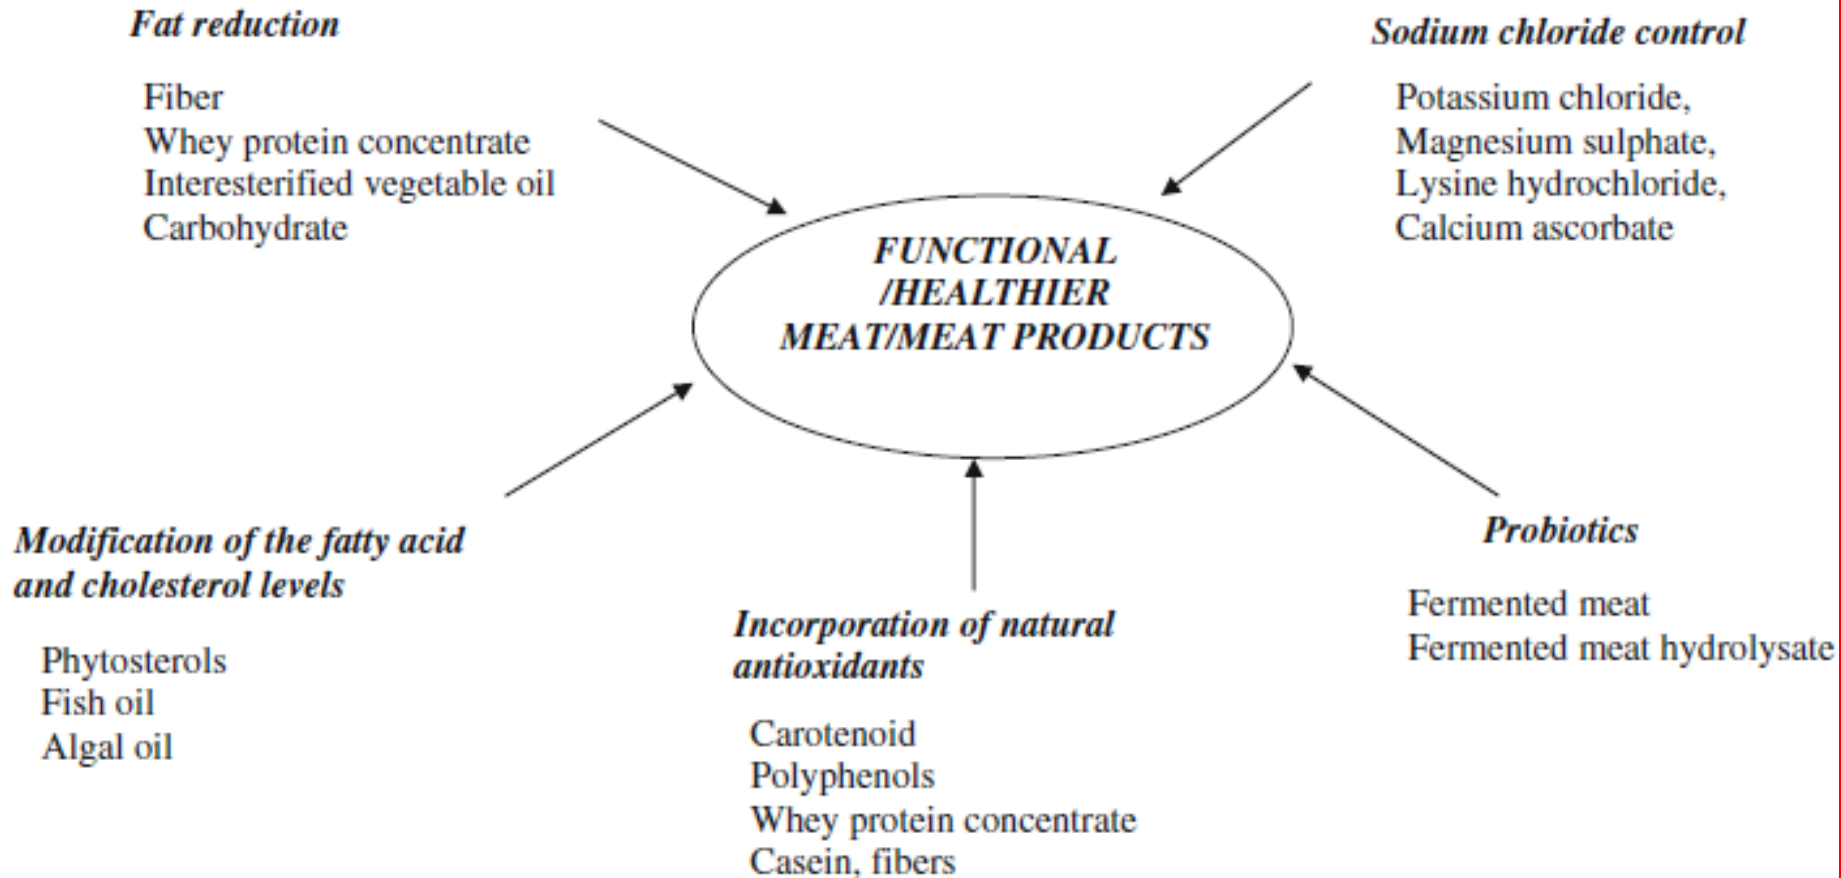 Fat reduction
Fiber
Whey protein concentrate
Interesterified vegetable oil
Carbohydrate
Sodium chloride control
Potassium chloride,
Magnesium sulphate,
Lysine hydrochloride,
Calcium ascorbate
FUNCTIONAL
/HEALTHIER
MEAT/MEAT PRODUCTS
Modification of the fatty acid
and cholesterol levels
Phytosterols
Fish oil
Algal oil
Incorporation of natural
antioxidants
Carotenoid
Polyphenols
Whey protein concentrate
Casein, fibers
Probiotics
Fermented meat
Fermented meat hydrolysate